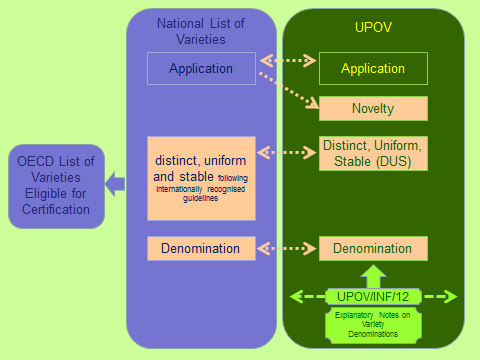 National List of
Varieties
Application
distinct, uniform
and stable following
internationally recognised
guidelines
Denomination
OECD List of
Varieties
Eligible for
Certification
UPOV
Application
Novelty
Distinct, Uniform,
Stable (DUS)
Denomination
UPOV/INF/12
Explanatory Notes on
Variety
Denominations